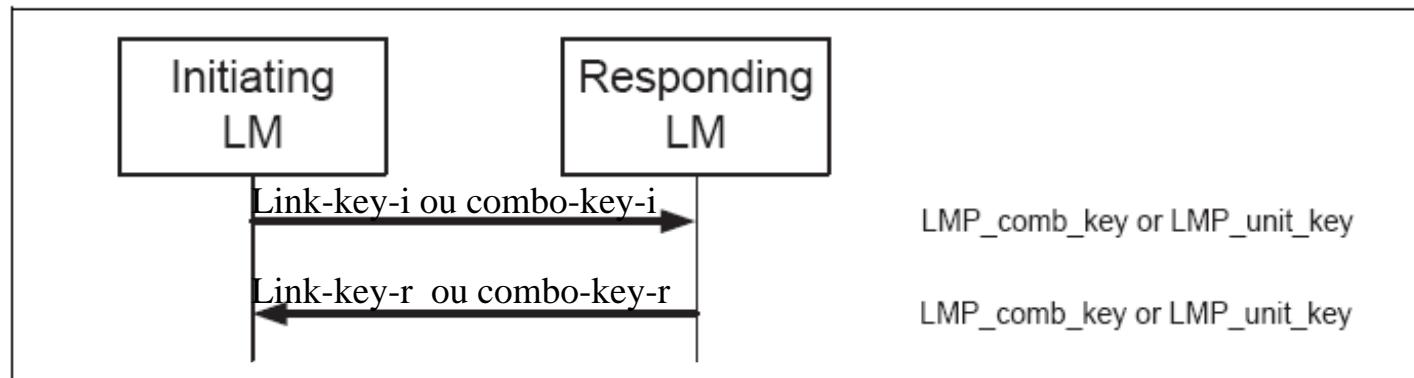 Initiating
LM
Responding
LM
Link-key-i ou combo-key-i
LMP_comb_key or LMP_unit_key
Link-key-r ou combo-key-r
LMP_comb_key or LMP_unit_key